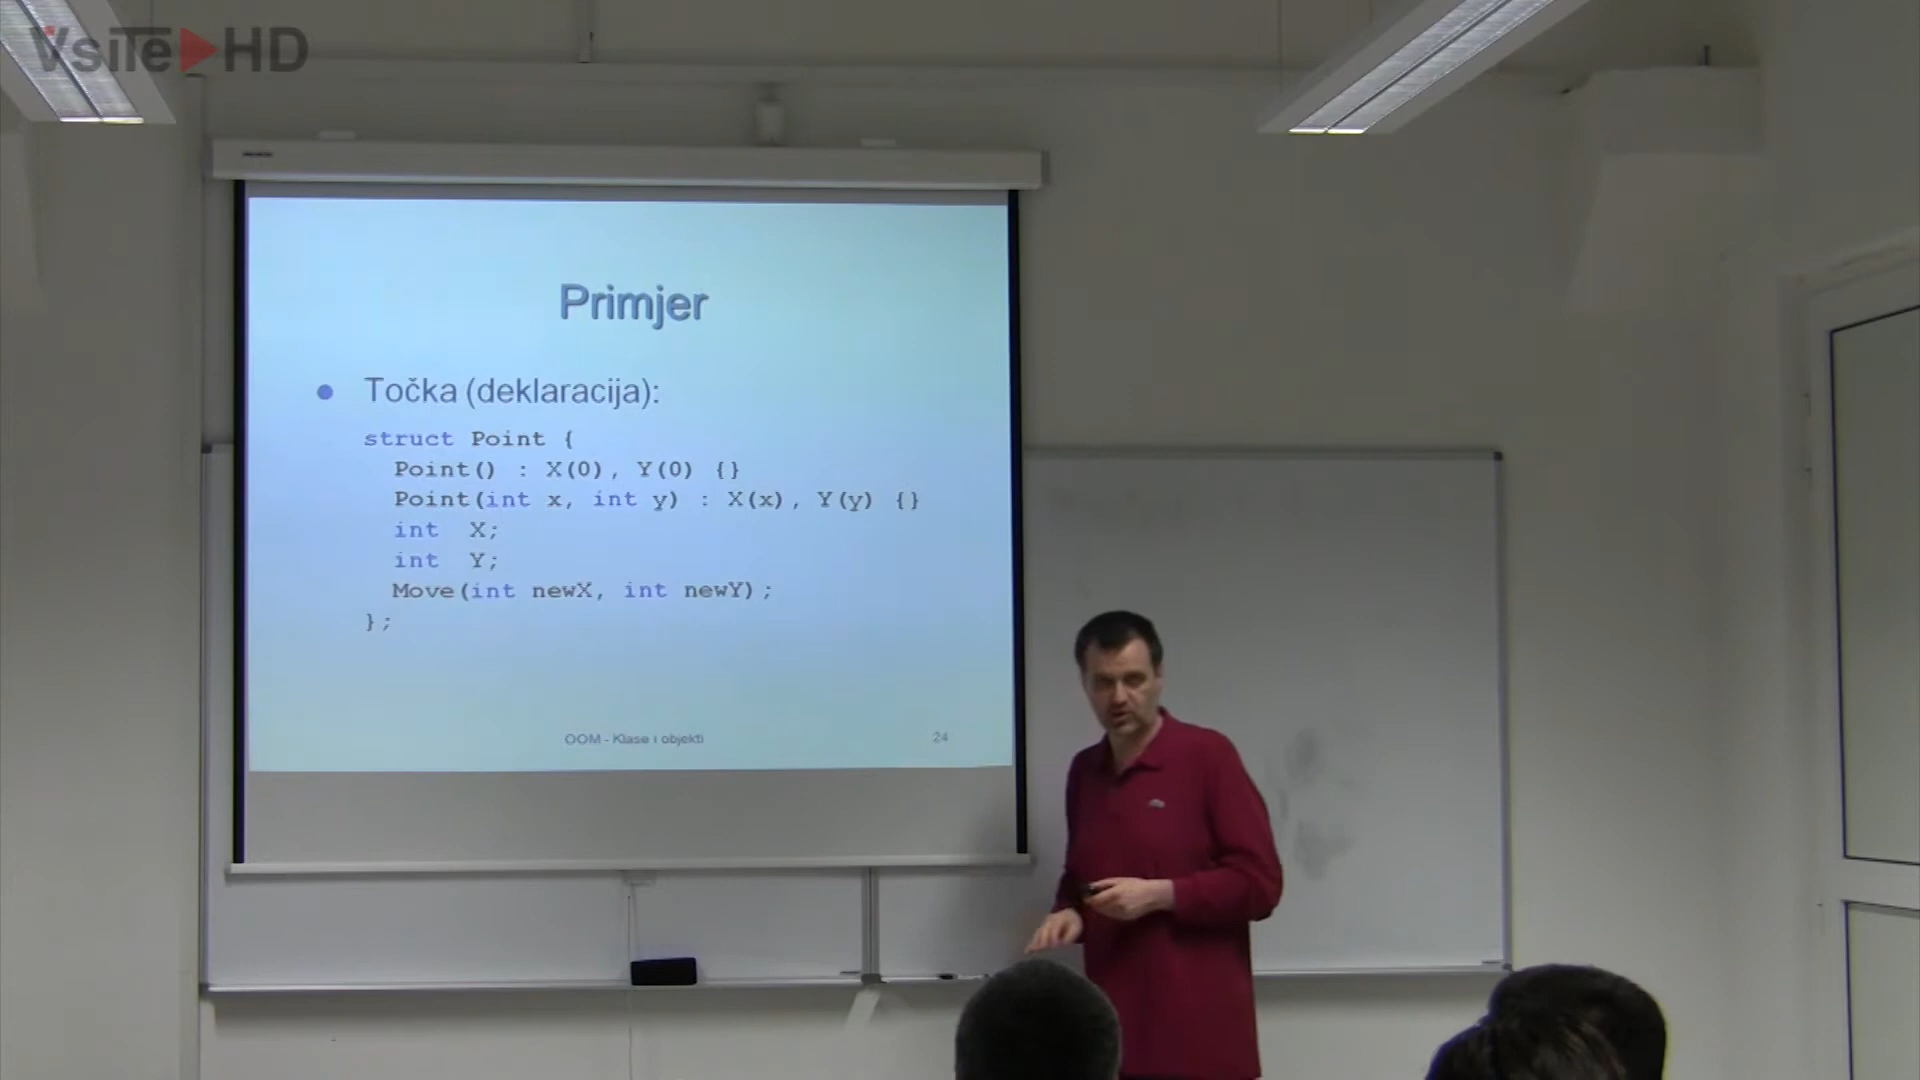 VsiTe HD
Primjer
Točka (deklaracija):
struct Point {
Point() : X(0), Y(0) {}
Point(int x, int y) : X(x), Y(y) {}
int X;
int Y;
Move(int newX, int newY);
};
OOM - Klase i objekti
24